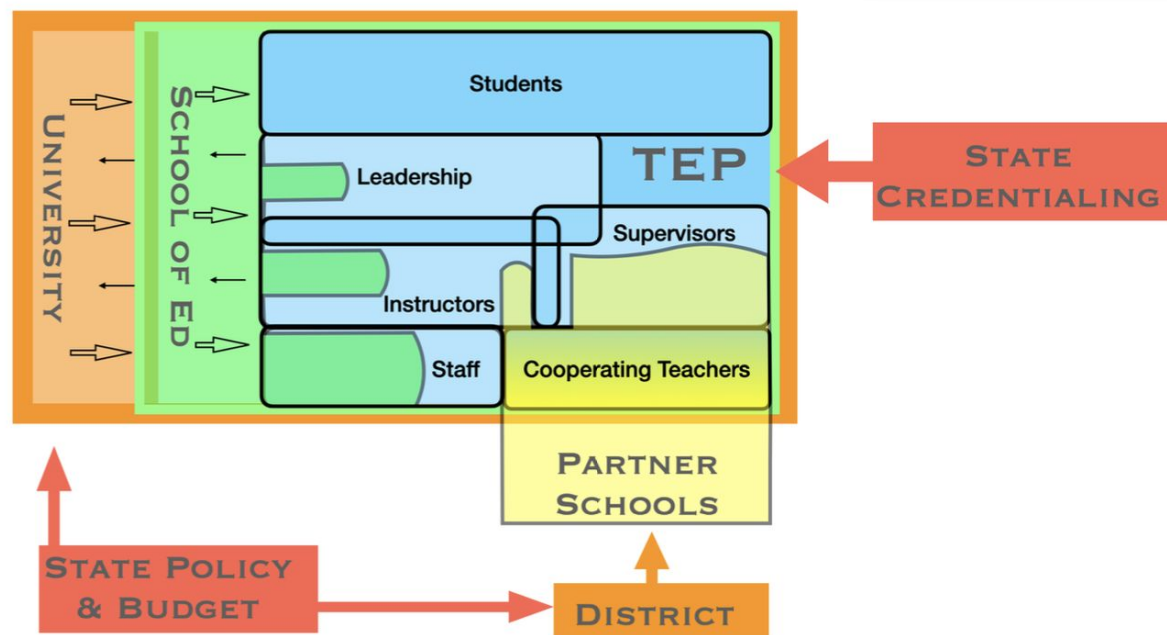 UNIVERSITY
SCHOOL OF ED
Students
Leadership
TEP
Supervisors
Instructors
Staff
Cooperating Teachers
STATE
CREDENTIALING
PARTNER
SCHOOLS
STATE POLICY
& BUDGET
DISTRICT